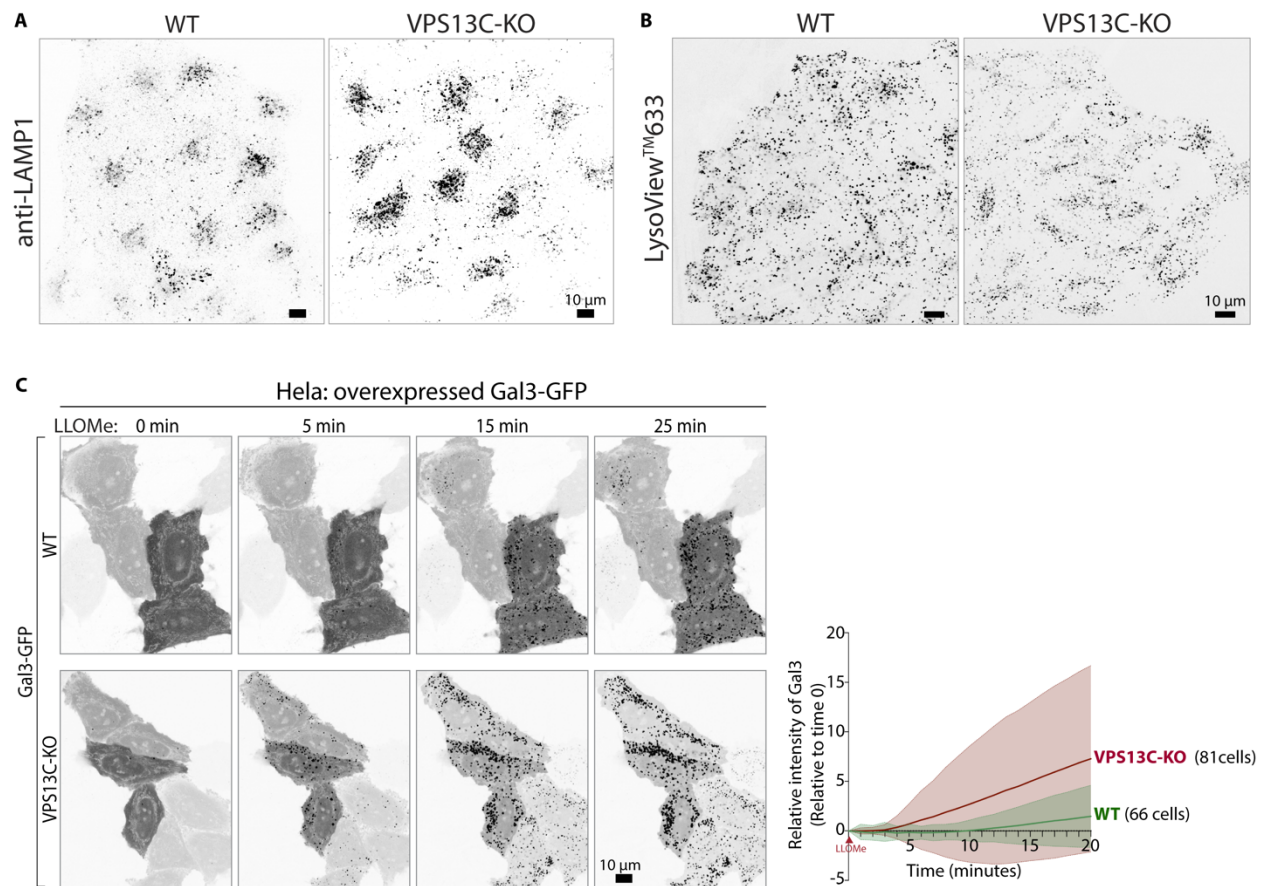 A
WT
VPS13C-KO
anti-LAMP1
10 µm
B
WT
VPS13C-KO
LysoView™633
10 µm
C
Hela: overexpressed Gal3-GFP
LLOMe: 0 min 5 min 15 min 25 min
Gal3-GFP
WT
VPS13C-KO
10 µm
Relative intensity of Gal3
(Relative to time 0)
20
15
10
5
0
-5
LLOMe
5 10 15 20
Time (minutes)
VPS13C-KO (81cells)
WT (66 cells)